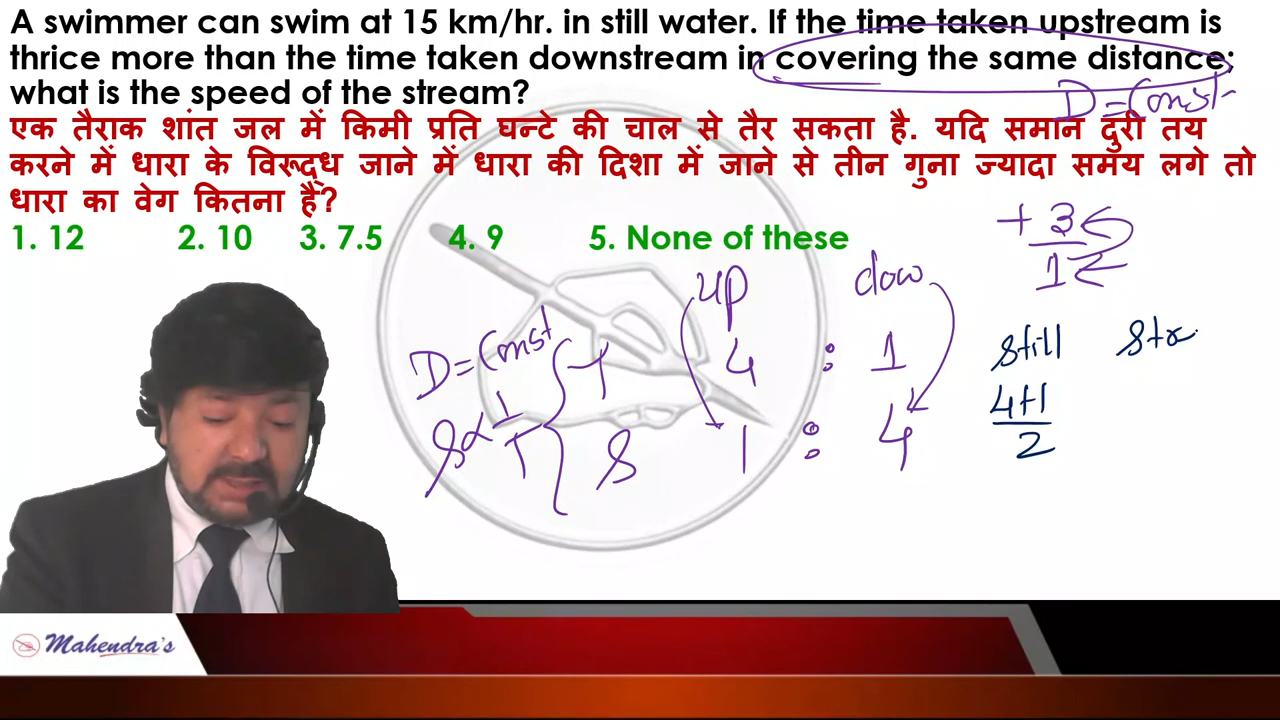 A swimmer can swim at 15 km/hr. in still water. If the time taken upstream is
thrice more than the time taken downstream in covering the same distance;
what is the speed of the stream?
D = Const.
एक तैराक शांत जल में किमी प्रति घन्टे की चाल से तैर सकता है. यदि समान दुरी तय
करने में धारा के विरूद्ध जाने में धारा की दिशा में जाने से तीन गुना ज्यादा समय लगे तो
धारा का वेग कितना है?
1. 12 2. 10 3. 7.5 4. 9 5. None of these
+ 3
1
up dow
still str
D = Const
T 4 : 1
4+1
2
S ∝ 1
T
S 1 : 4
Mahendra's